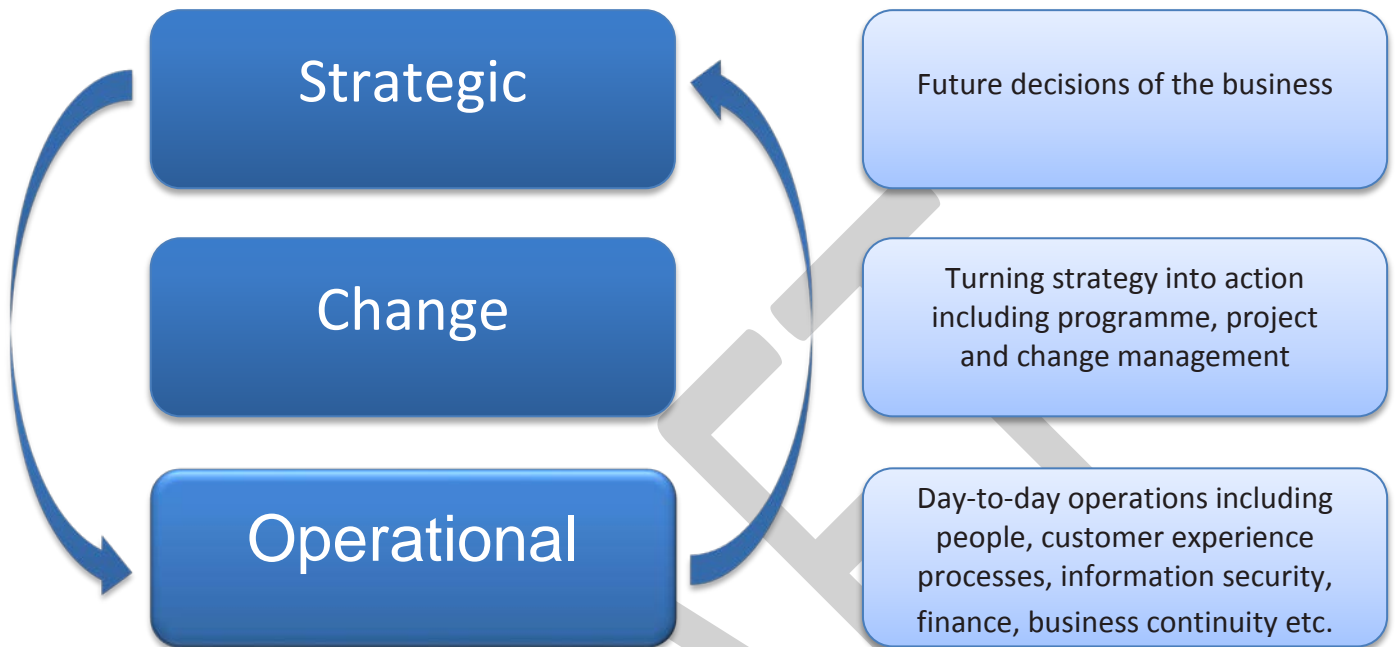 Strategic
Future decisions of the business
Change
Turning strategy into action
including programme, project
and change management
Operational
Day-to-day operations including
people, customer experience
processes, information security,
finance, business continuity etc.